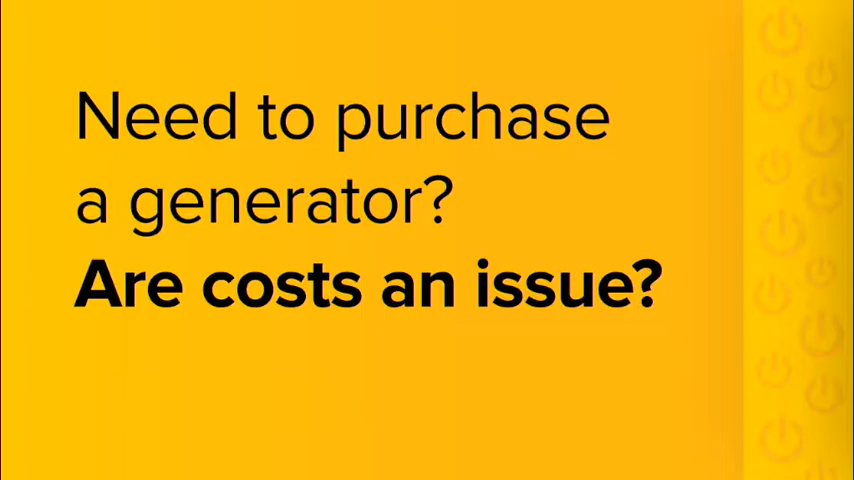 Need to purchase
a generator?
Are costs an issue?